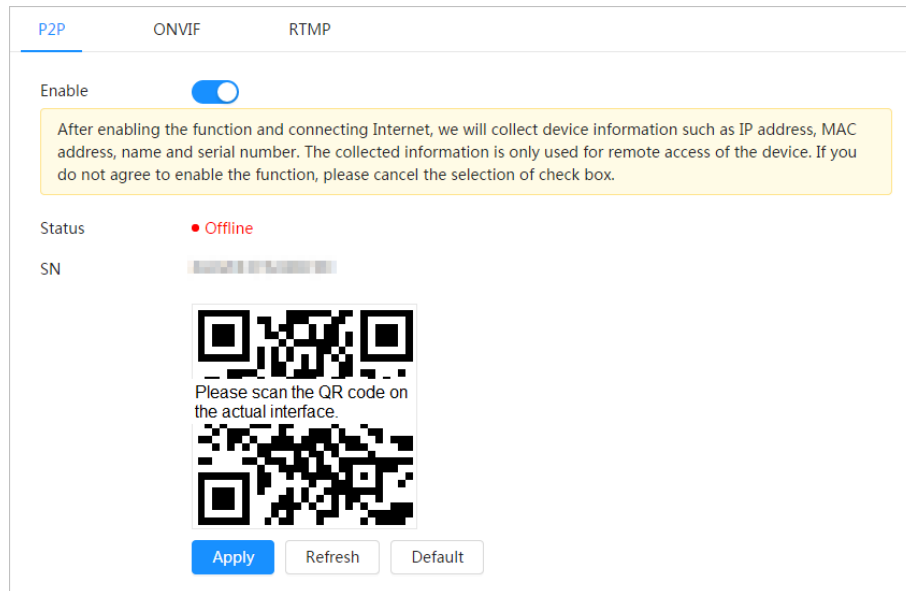 P2P ONVIF RTMP
Enable
After enabling the function and connecting Internet, we will collect device information such as IP address, MAC
address, name and serial number. The collected information is only used for remote access of the device. If you
do not agree to enable the function, please cancel the selection of check box.
Status Offline
SN
Please scan the QR code on
the actual interface.
Apply Refresh Default